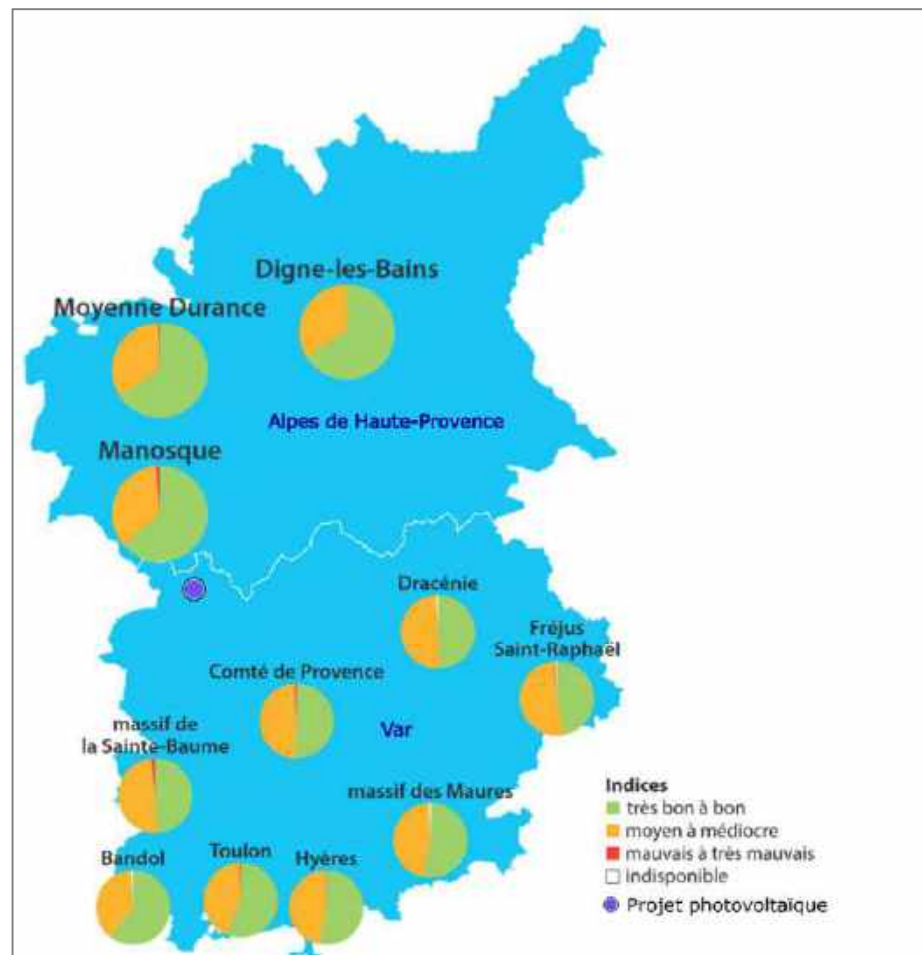 Digne-les-Bains
Moyenne Durance
Alpes de Haute-Provence
Manosque
Dracénie
Fréjus
Saint-Raphaël
Comté de Provence
Var
massif de
la Sainte-Baume
massif des Maures
Bandol
Toulon
Hyères
Indices
très bon à bon
moyen à médiocre
mauvais à très mauvais
indisponible
Projet photovoltaïque